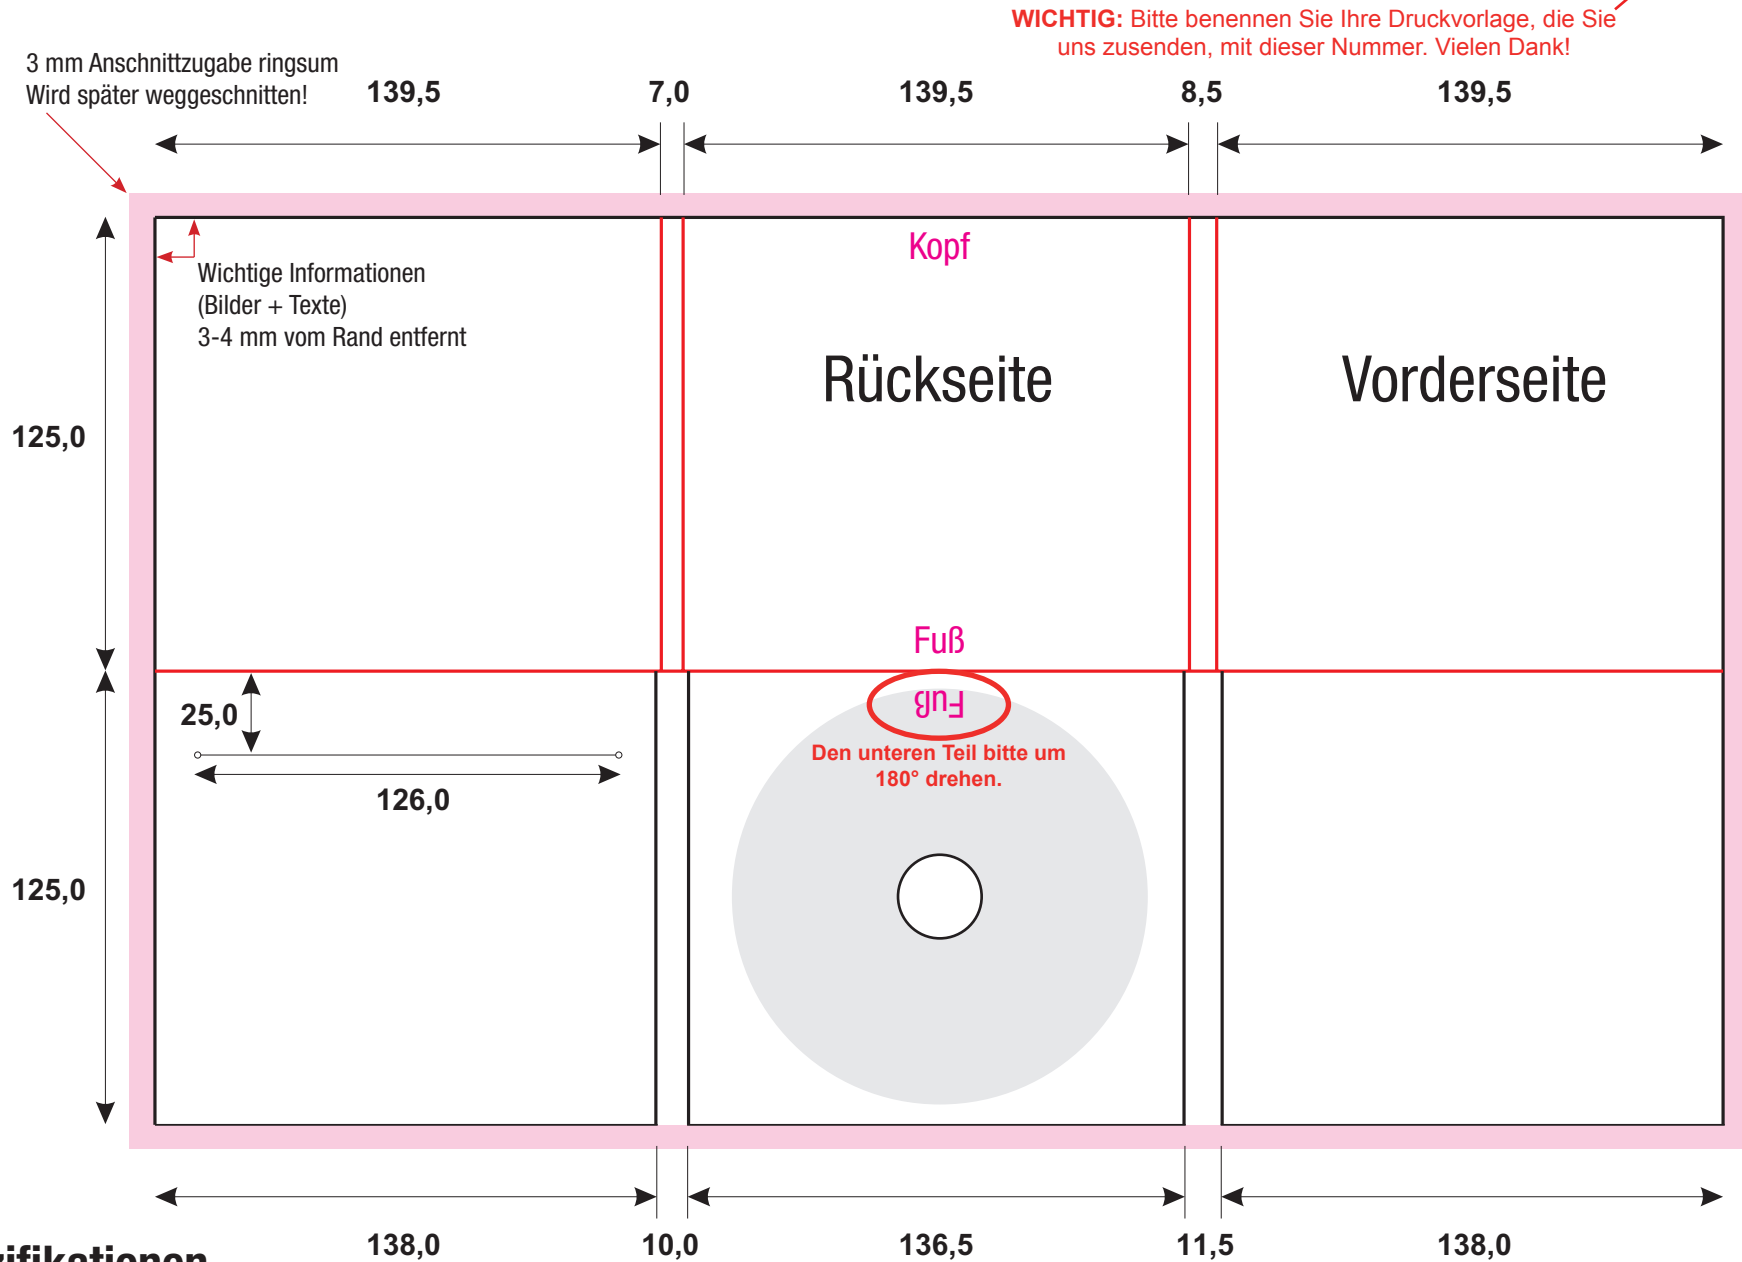 WICHTIG: Bitte benennen Sie Ihre Druckvorlage, die Sie
uns zusenden, mit dieser Nummer. Vielen Dank!
3 mm Anschnittzugabe ringsum
Wird später weggeschnitten!
139,5
7,0
139,5
8,5
139,5
Kopf
Wichtige Informationen
(Bilder + Texte)
3-4 mm vom Rand entfernt
Rückseite
Vorderseite
125,0
Fuß
Fuß
25,0
Den unteren Teil bitte um
180° drehen.
126,0
125,0
138,0
10,0
136,5
11,5
138,0
zifikationen